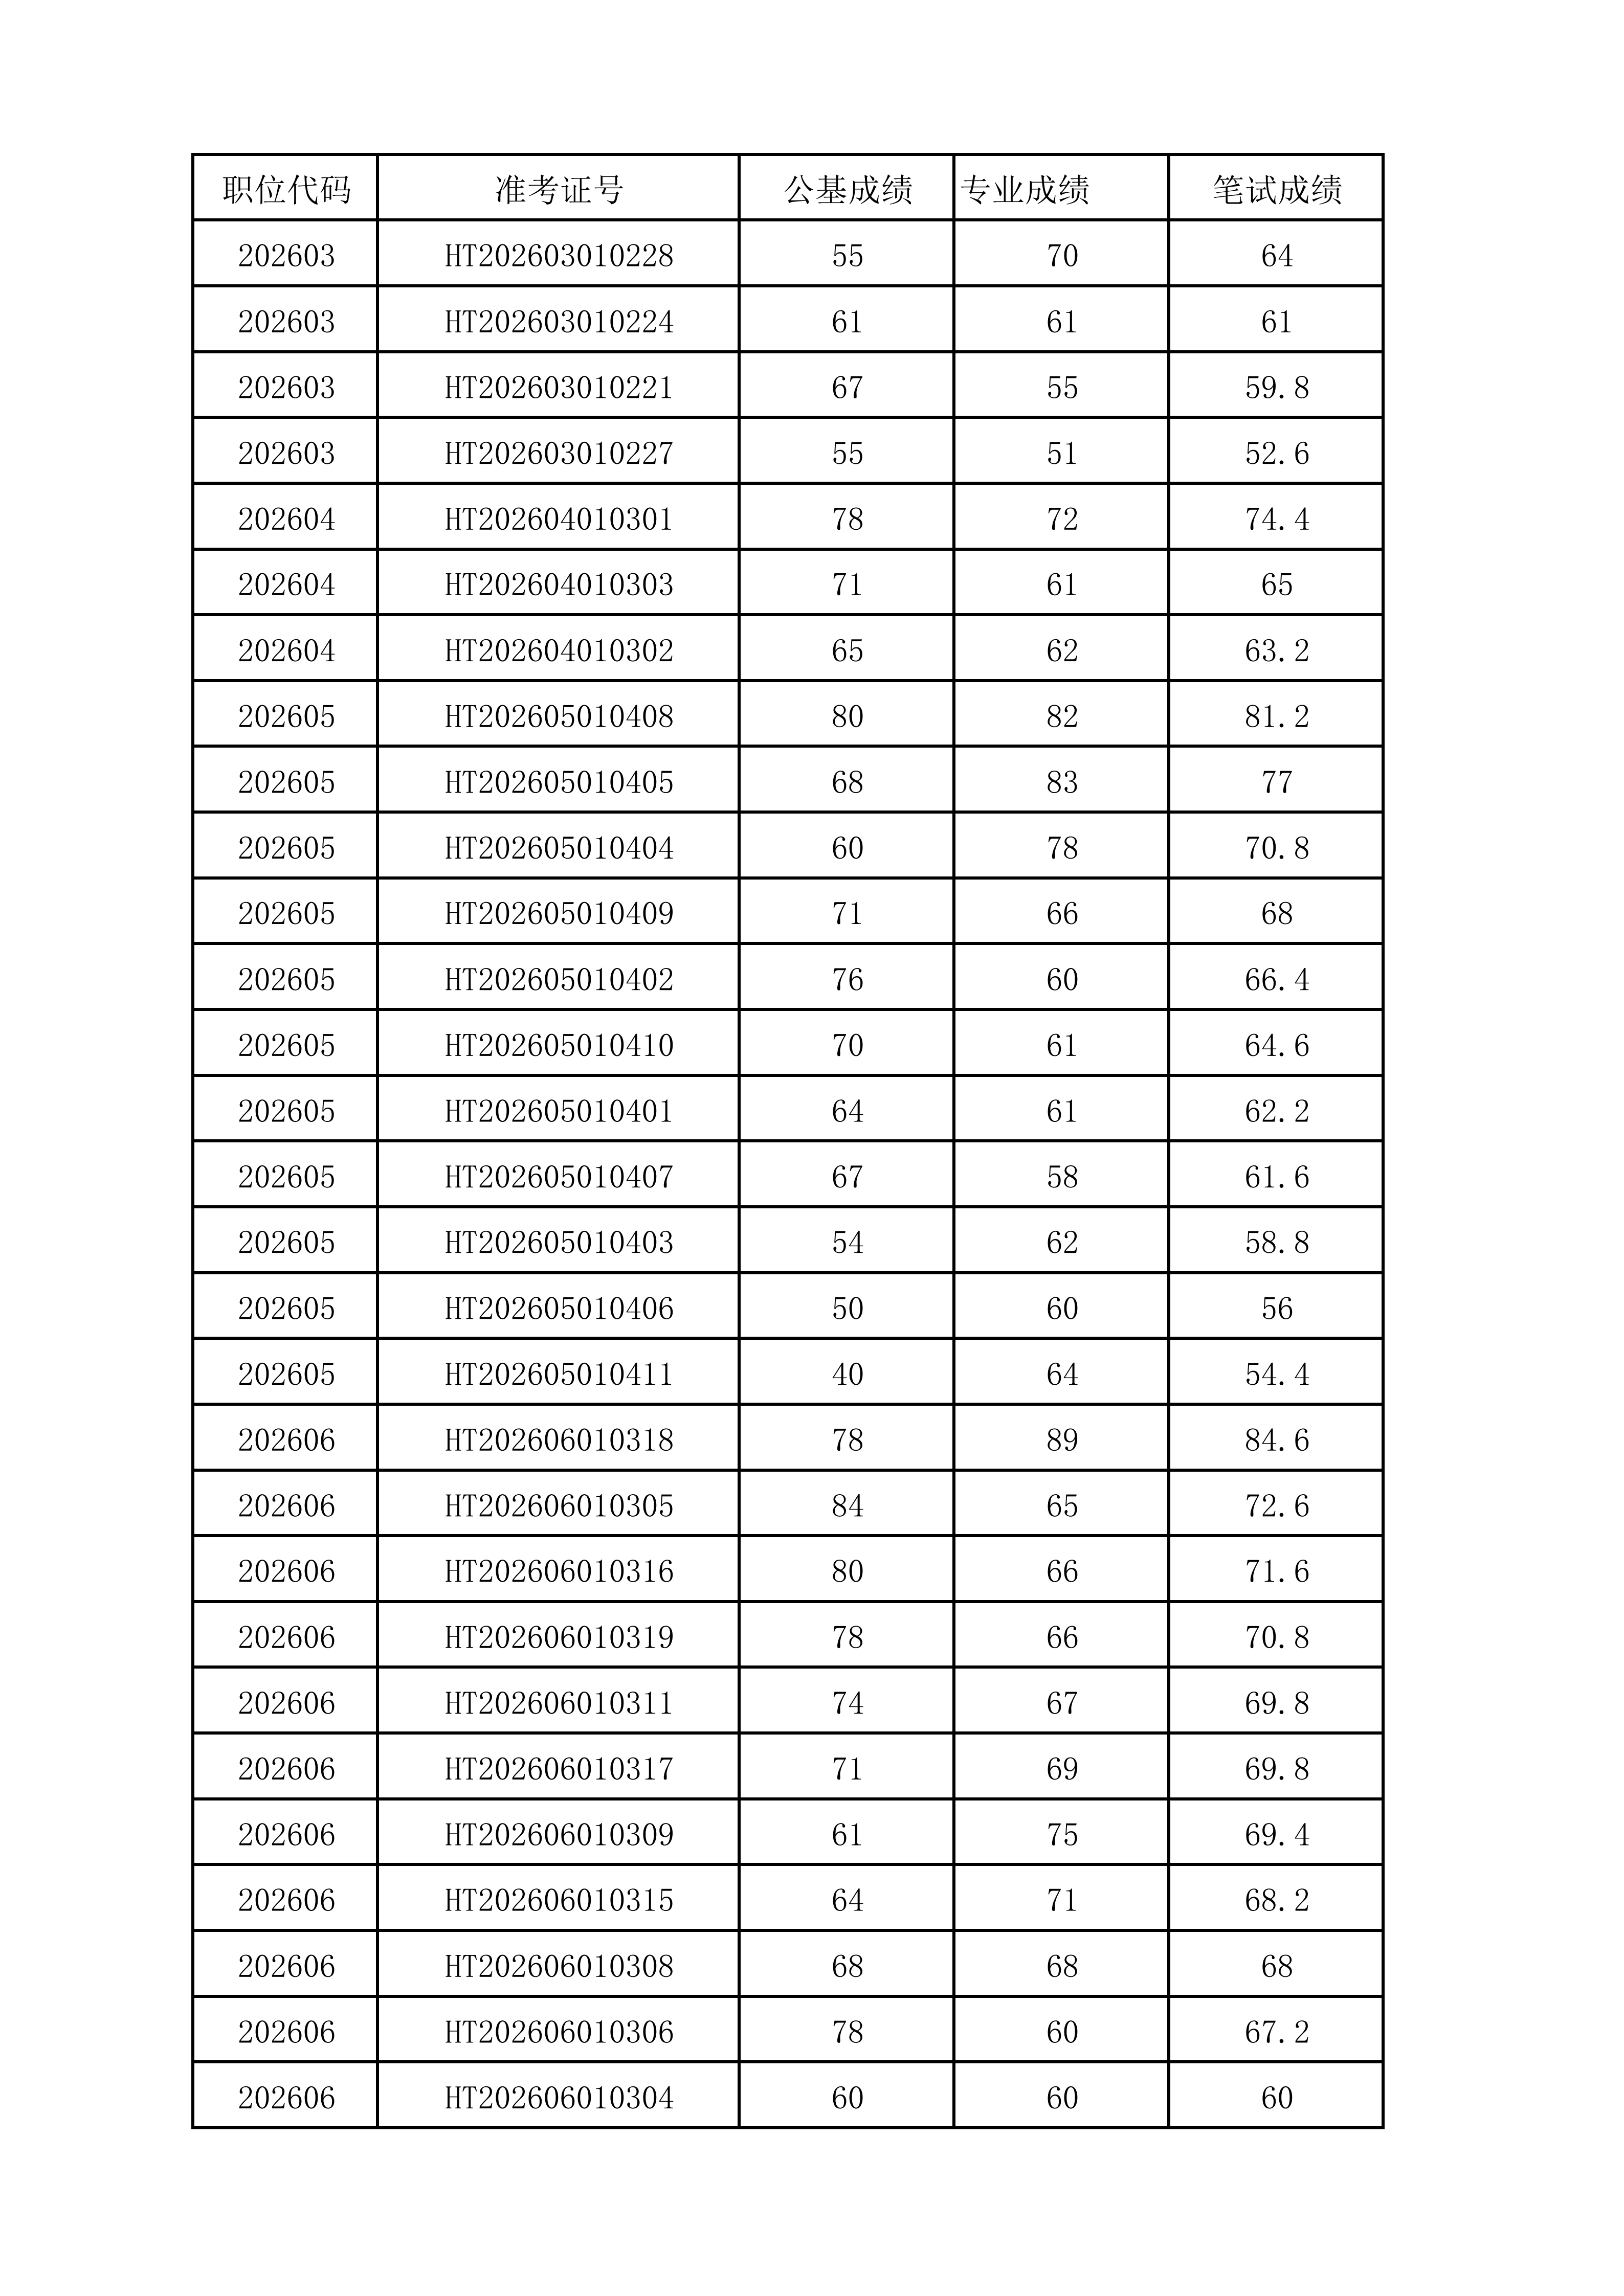 职位代码 准考证号 公基成绩 专业成绩 笔试成绩
202603 HT202603010228 55 70 64
202603 HT202603010224 61 61 61
202603 HT202603010221 67 55 59.8
202603 HT202603010227 55 51 52.6
202604 HT202604010301 78 72 74.4
202604 HT202604010303 71 61 65
202604 HT202604010302 65 62 63.2
202605 HT202605010408 80 82 81.2
202605 HT202605010405 68 83 77
202605 HT202605010404 60 78 70.8
202605 HT202605010409 71 66 68
202605 HT202605010402 76 60 66.4
202605 HT202605010410 70 61 64.6
202605 HT202605010401 64 61 62.2
202605 HT202605010407 67 58 61.6
202605 HT202605010403 54 62 58.8
202605 HT202605010406 50 60 56
202605 HT202605010411 40 64 54.4
202606 HT202606010318 78 89 84.6
202606 HT202606010305 84 65 72.6
202606 HT202606010316 80 66 71.6
202606 HT202606010319 78 66 70.8
202606 HT202606010311 74 67 69.8
202606 HT202606010317 71 69 69.8
202606 HT202606010309 61 75 69.4
202606 HT202606010315 64 71 68.2
202606 HT202606010308 68 68 68
202606 HT202606010306 78 60 67.2
202606 HT202606010304 60 60 60